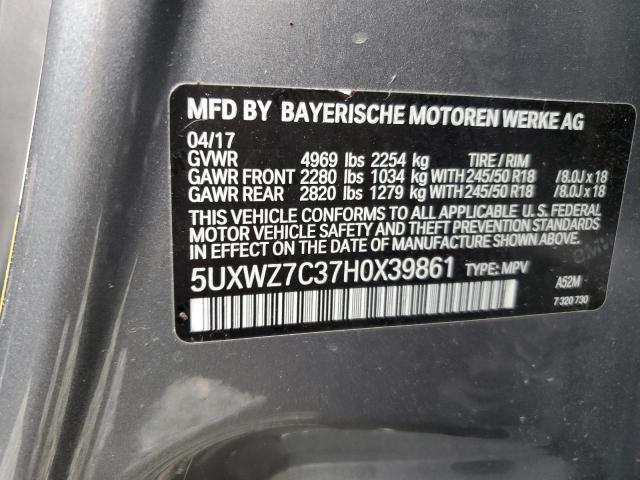 MFD BY BAYERISCHE MOTOREN WERKE AG
04/17
GVWR 4969 lbs 2254 kg TIRE / RIM
GAWR FRONT 2280 lbs 1034 kg WITH 245/50 R18 /8.0J x 18
GAWR REAR 2820 lbs 1279 kg WITH 245/50 R18 /8.0J x 18
THIS VEHICLE CONFORMS TO ALL APPLICABLE U.S. FEDERAL
MOTOR VEHICLE SAFETY AND THEFT PREVENTION STANDARDS
IN EFFECT ON THE DATE OF MANUFACTURE SHOWN ABOVE.
5UXWZ7C37H0X39861 TYPE: MPV A52M
7 320 730